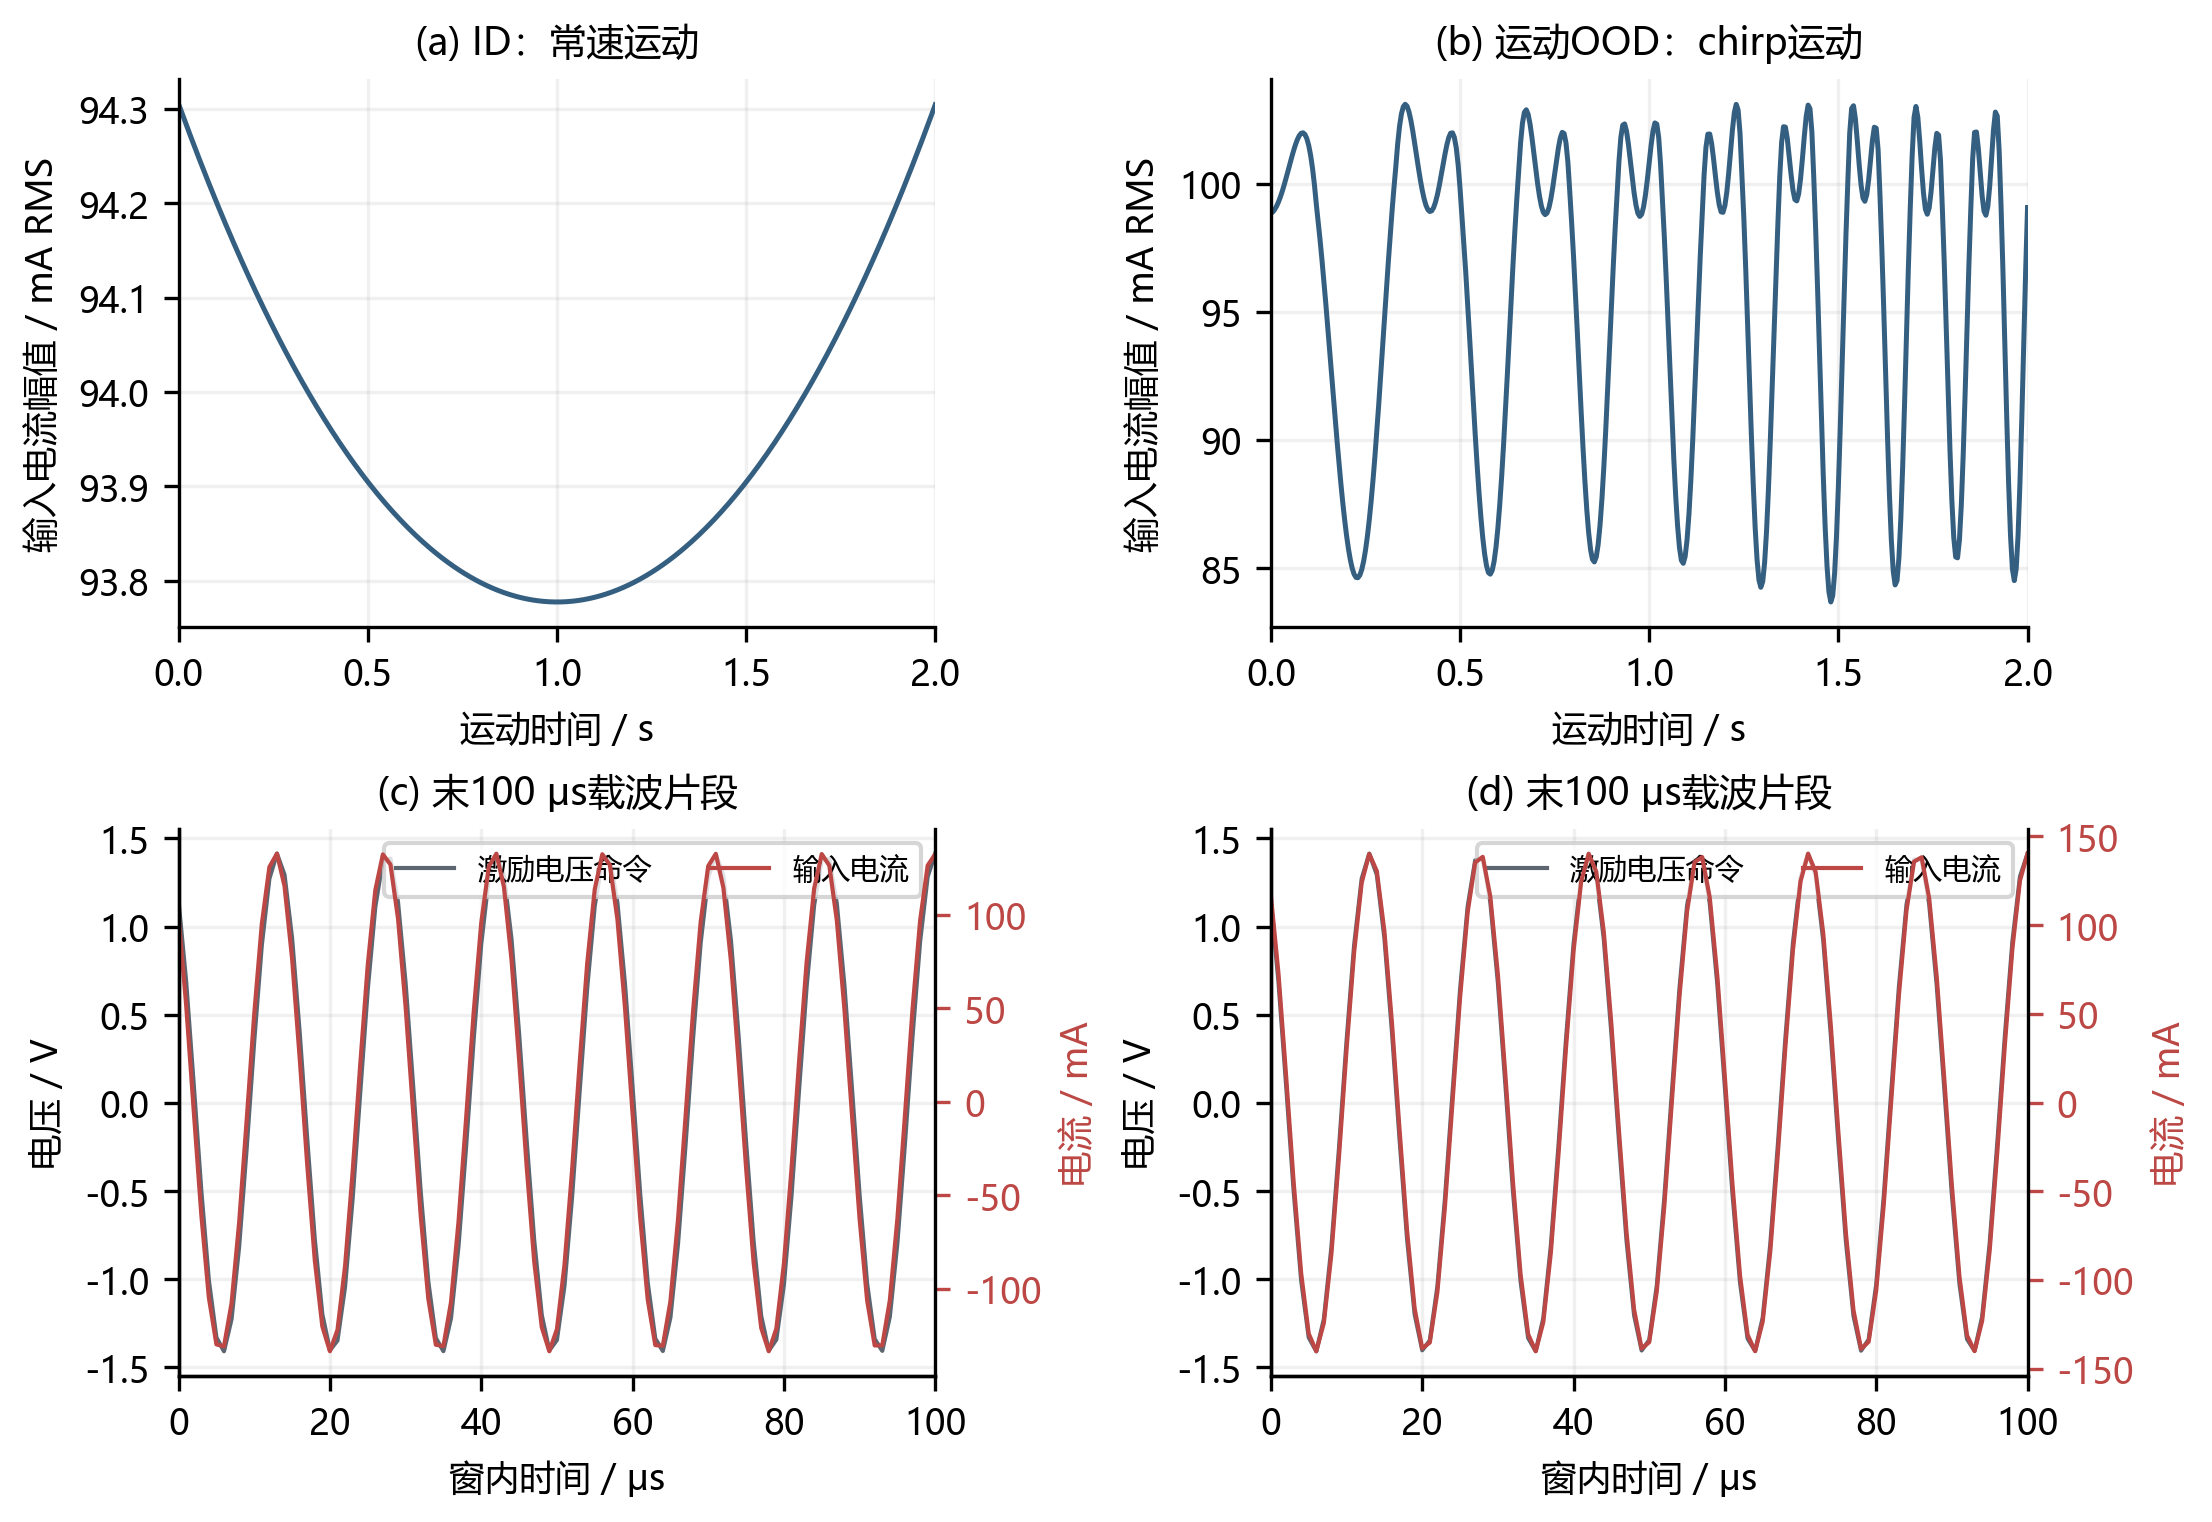 (a) ID：常速运动
输入电流幅值 / mA RMS
94.3
94.2
94.1
94.0
93.9
93.8
0.0 0.5 1.0 1.5 2.0
运动时间 / s
(b) 运动OOD：chirp运动
输入电流幅值 / mA RMS
100
95
90
85
0.0 0.5 1.0 1.5 2.0
运动时间 / s
(c) 末100 μs载波片段
激励电压命令 输入电流
电压 / V
1.5
1.0
0.5
0.0
-0.5
-1.0
-1.5
100
50
0
-50
-100
电流 / mA
0 20 40 60 80 100
窗内时间 / μs
(d) 末100 μs载波片段
激励电压命令 输入电流
电压 / V
1.5
1.0
0.5
0.0
-0.5
-1.0
-1.5
150
100
50
0
-50
-100
-150
电流 / mA
0 20 40 60 80 100
窗内时间 / μs